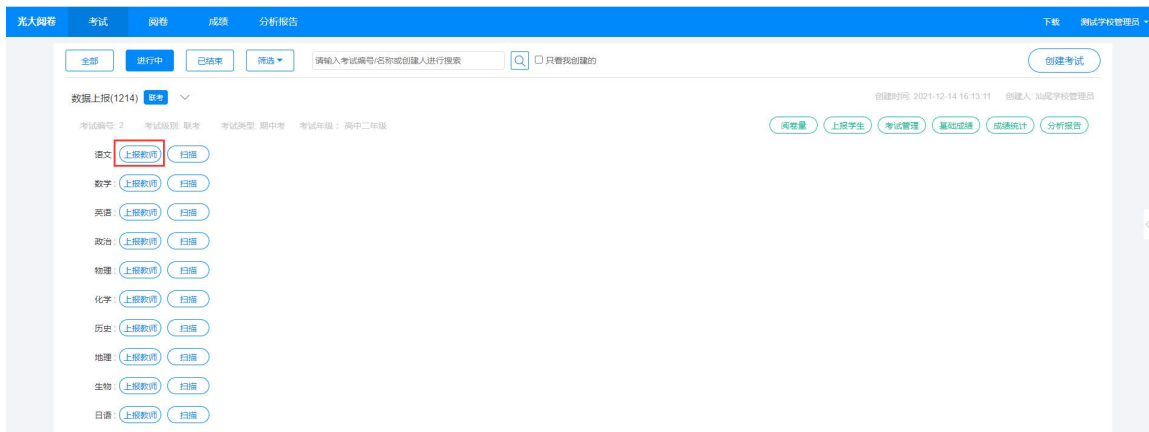 光大阅卷 考试 阅卷 成绩 分析报告 下载 测试学校管理员
全部 进行中 已结束 筛选 请输入考试编号/名称或创建人进行搜索 只看我创建的 创建考试
数据上报(1214) 联考 创建时间: 2021-12-14 16:13:11 创建人: 汕尾学校管理员
考试编号: 2 考试级别: 联考 考试类型: 期中考 考试年级： 高中二年级 阅卷量 上报学生 考试管理 基础成绩 成绩统计 分析报告
语文 上报教师 扫描
数学: 上报教师 扫描
英语: 上报教师 扫描
政治: 上报教师 扫描
物理: 上报教师 扫描
化学: 上报教师 扫描
历史: 上报教师 扫描
地理: 上报教师 扫描
生物: 上报教师 扫描
日语: 上报教师 扫描